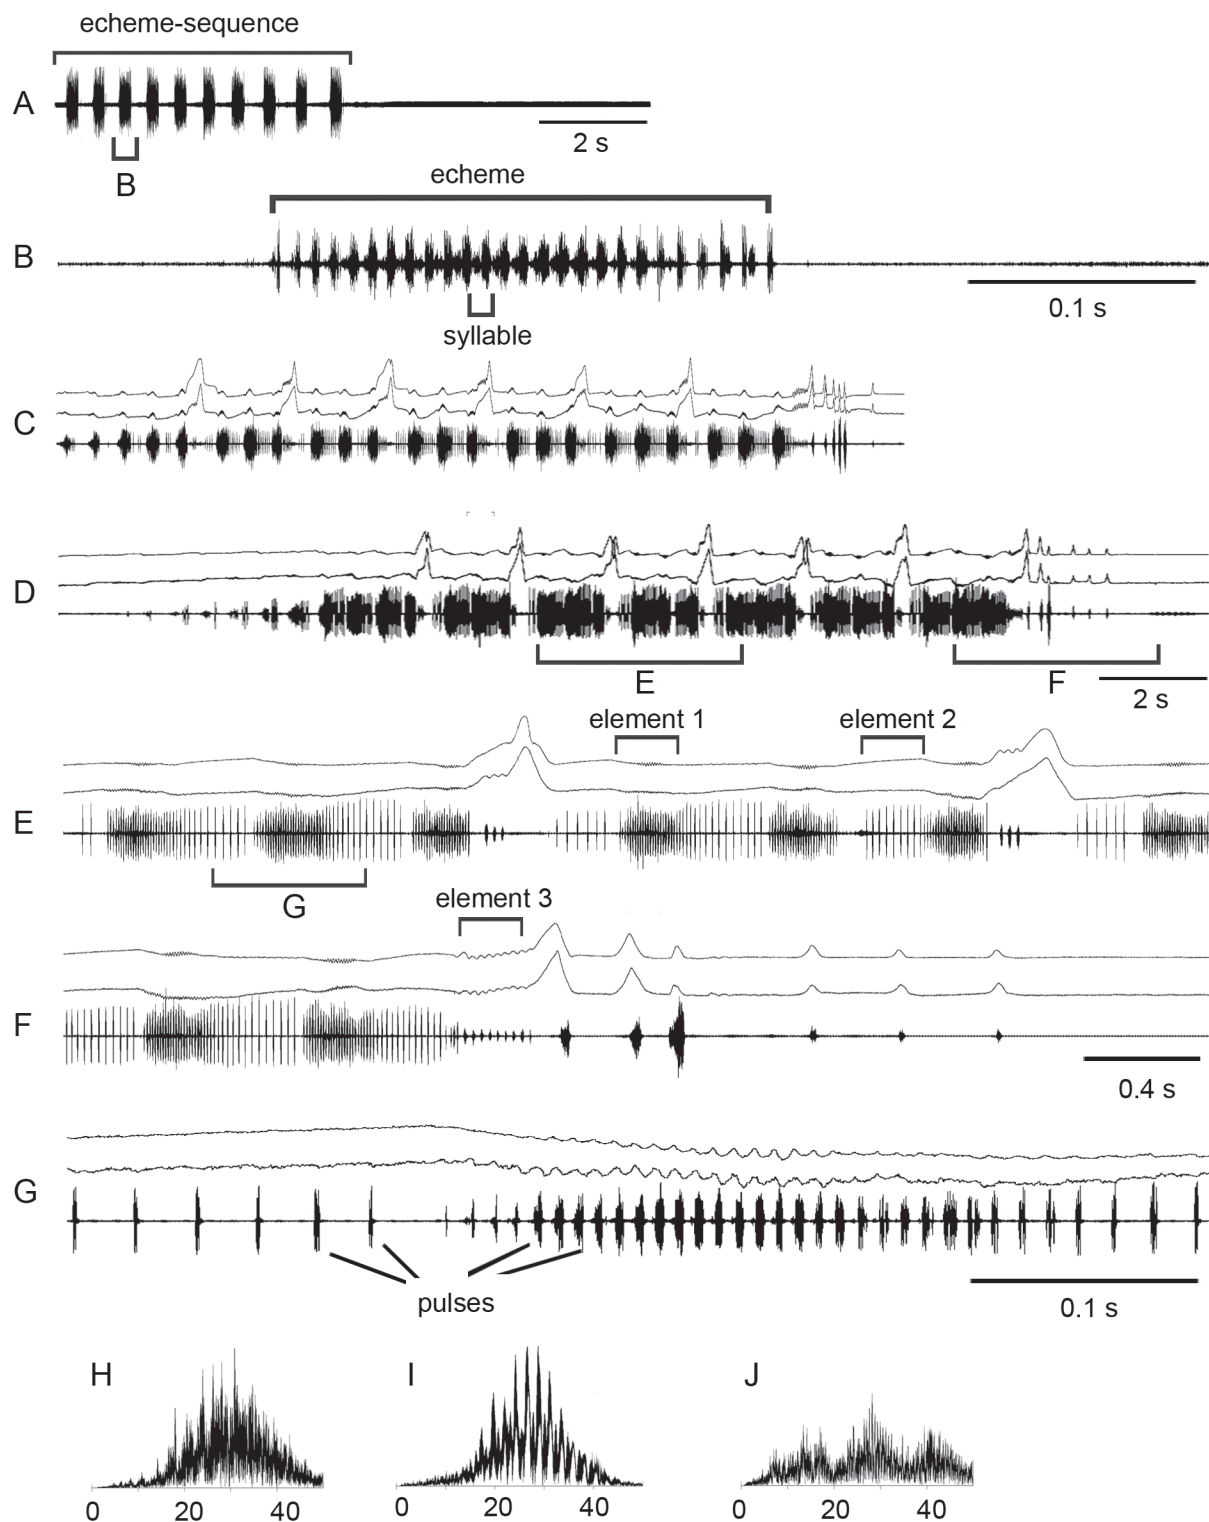 echeme-sequence
A
2 s
B
echeme
B
0.1 s
syllable
C
D
E
F
2 s
element 1
element 2
E
G
element 3
F
0.4 s
G
pulses
0.1 s
H
I
J
0 20 40
0 20 40
0 20 40